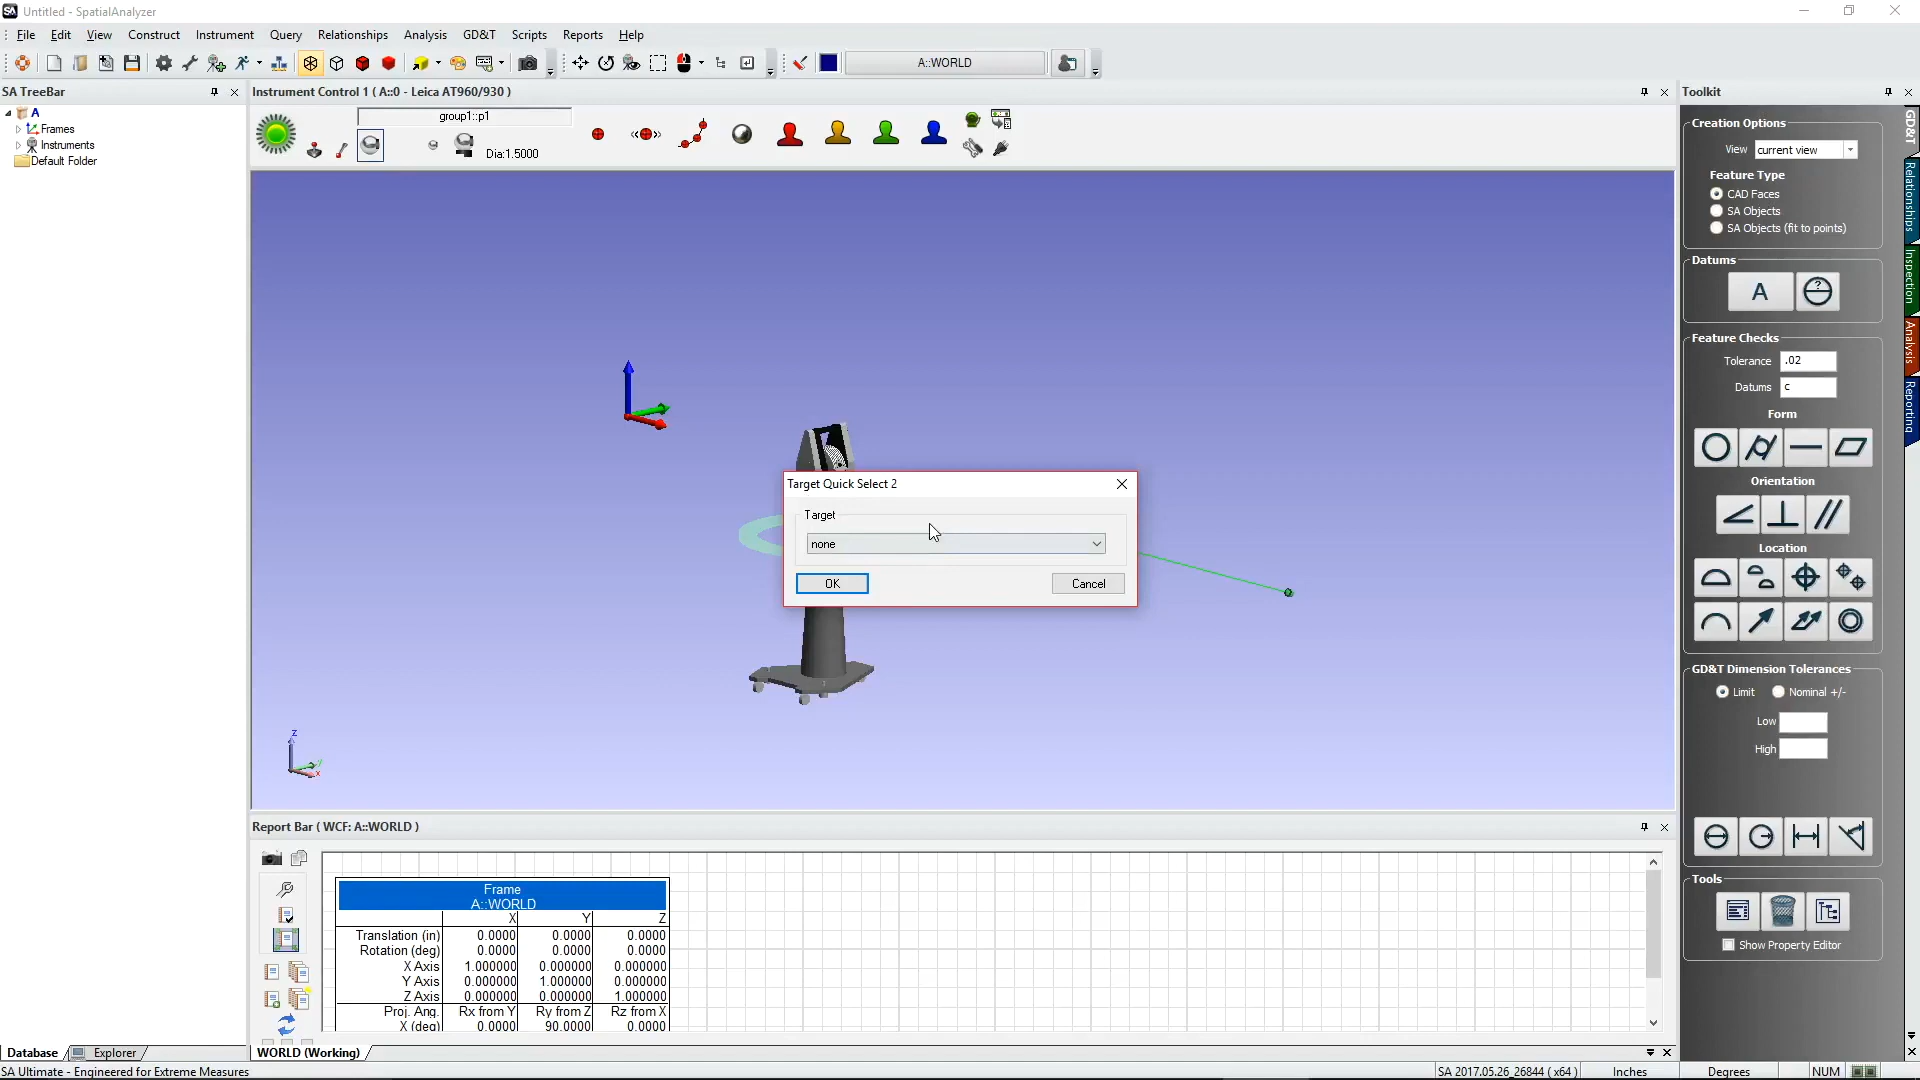 Untitled - SpatialAnalyzer
File Edit View Construct Instrument Query Relationships Analysis GD&T Scripts Reports Help
A::WORLD
SA TreeBar
A
Frames
Instruments
Default Folder
Instrument Control 1 ( A::0 - Leica AT960/930 )
group1::p1
Dia:1.5000
Target Quick Select 2
Target
none
OK
Cancel
z
y
x
Report Bar ( WCF: A::WORLD )
Frame
A::WORLD
X Y Z
Translation (in) 0.0000 0.0000 0.0000
Rotation (deg) 0.0000 0.0000 0.0000
X Axis 1.000000 0.000000 0.000000
Y Axis 0.000000 1.000000 0.000000
Z Axis 0.000000 0.000000 1.000000
Proj. Ang. Rx from Y Ry from Z Rz from X
X (deg) 0.0000 90.0000 0.0000
Toolkit
Creation Options
View current view
Feature Type
CAD Faces
SA Objects
SA Objects (fit to points)
Datums
A
?
Feature Checks
Tolerance .02
Datums c
Form
Orientation
Location
GD&T Dimension Tolerances
Limit Nominal +/-
Low
High
Tools
Show Property Editor
GD&T
Relationships
Inspection
Analysis
Reporting
Database Explorer
WORLD (Working)
SA Ultimate - Engineered for Extreme Measures
SA 2017.05.26_26844 ( x64 ) Inches Degrees NUM